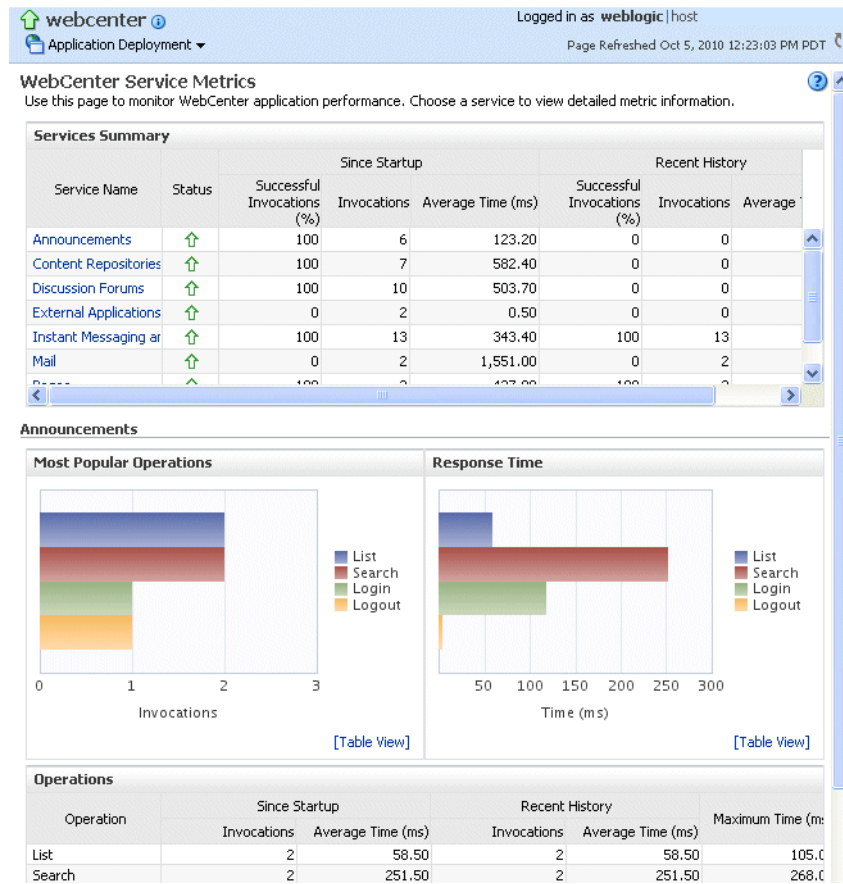 webcenter
Logged in as weblogic|host
Application Deployment
Page Refreshed Oct 5, 2010 12:23:03 PM PDT
WebCenter Service Metrics
Use this page to monitor WebCenter application performance. Choose a service to view detailed metric information.
Services Summary
Since Startup Recent History
Service Name Status Successful Invocations (%) Invocations Average Time (ms) Successful Invocations (%) Invocations Average
Announcements 100 6 123.20 0 0
Content Repositories 100 7 582.40 0 0
Discussion Forums 100 10 503.70 0 0
External Applications 0 2 0.50 0 0
Instant Messaging ar 100 13 343.40 100 13
Mail 0 2 1,551.00 0 2
Announcements
Most Popular Operations
List
Search
Login
Logout
0 1 2 3
Invocations
[Table View]
Response Time
List
Search
Login
Logout
50 100 150 200 250 300
Time (ms)
[Table View]
Operations
Operation Since Startup Recent History Maximum Time (m
Invocations Average Time (ms) Invocations Average Time (ms)
List 2 58.50 2 58.50 105.0
Search 2 251.50 2 251.50 268.0